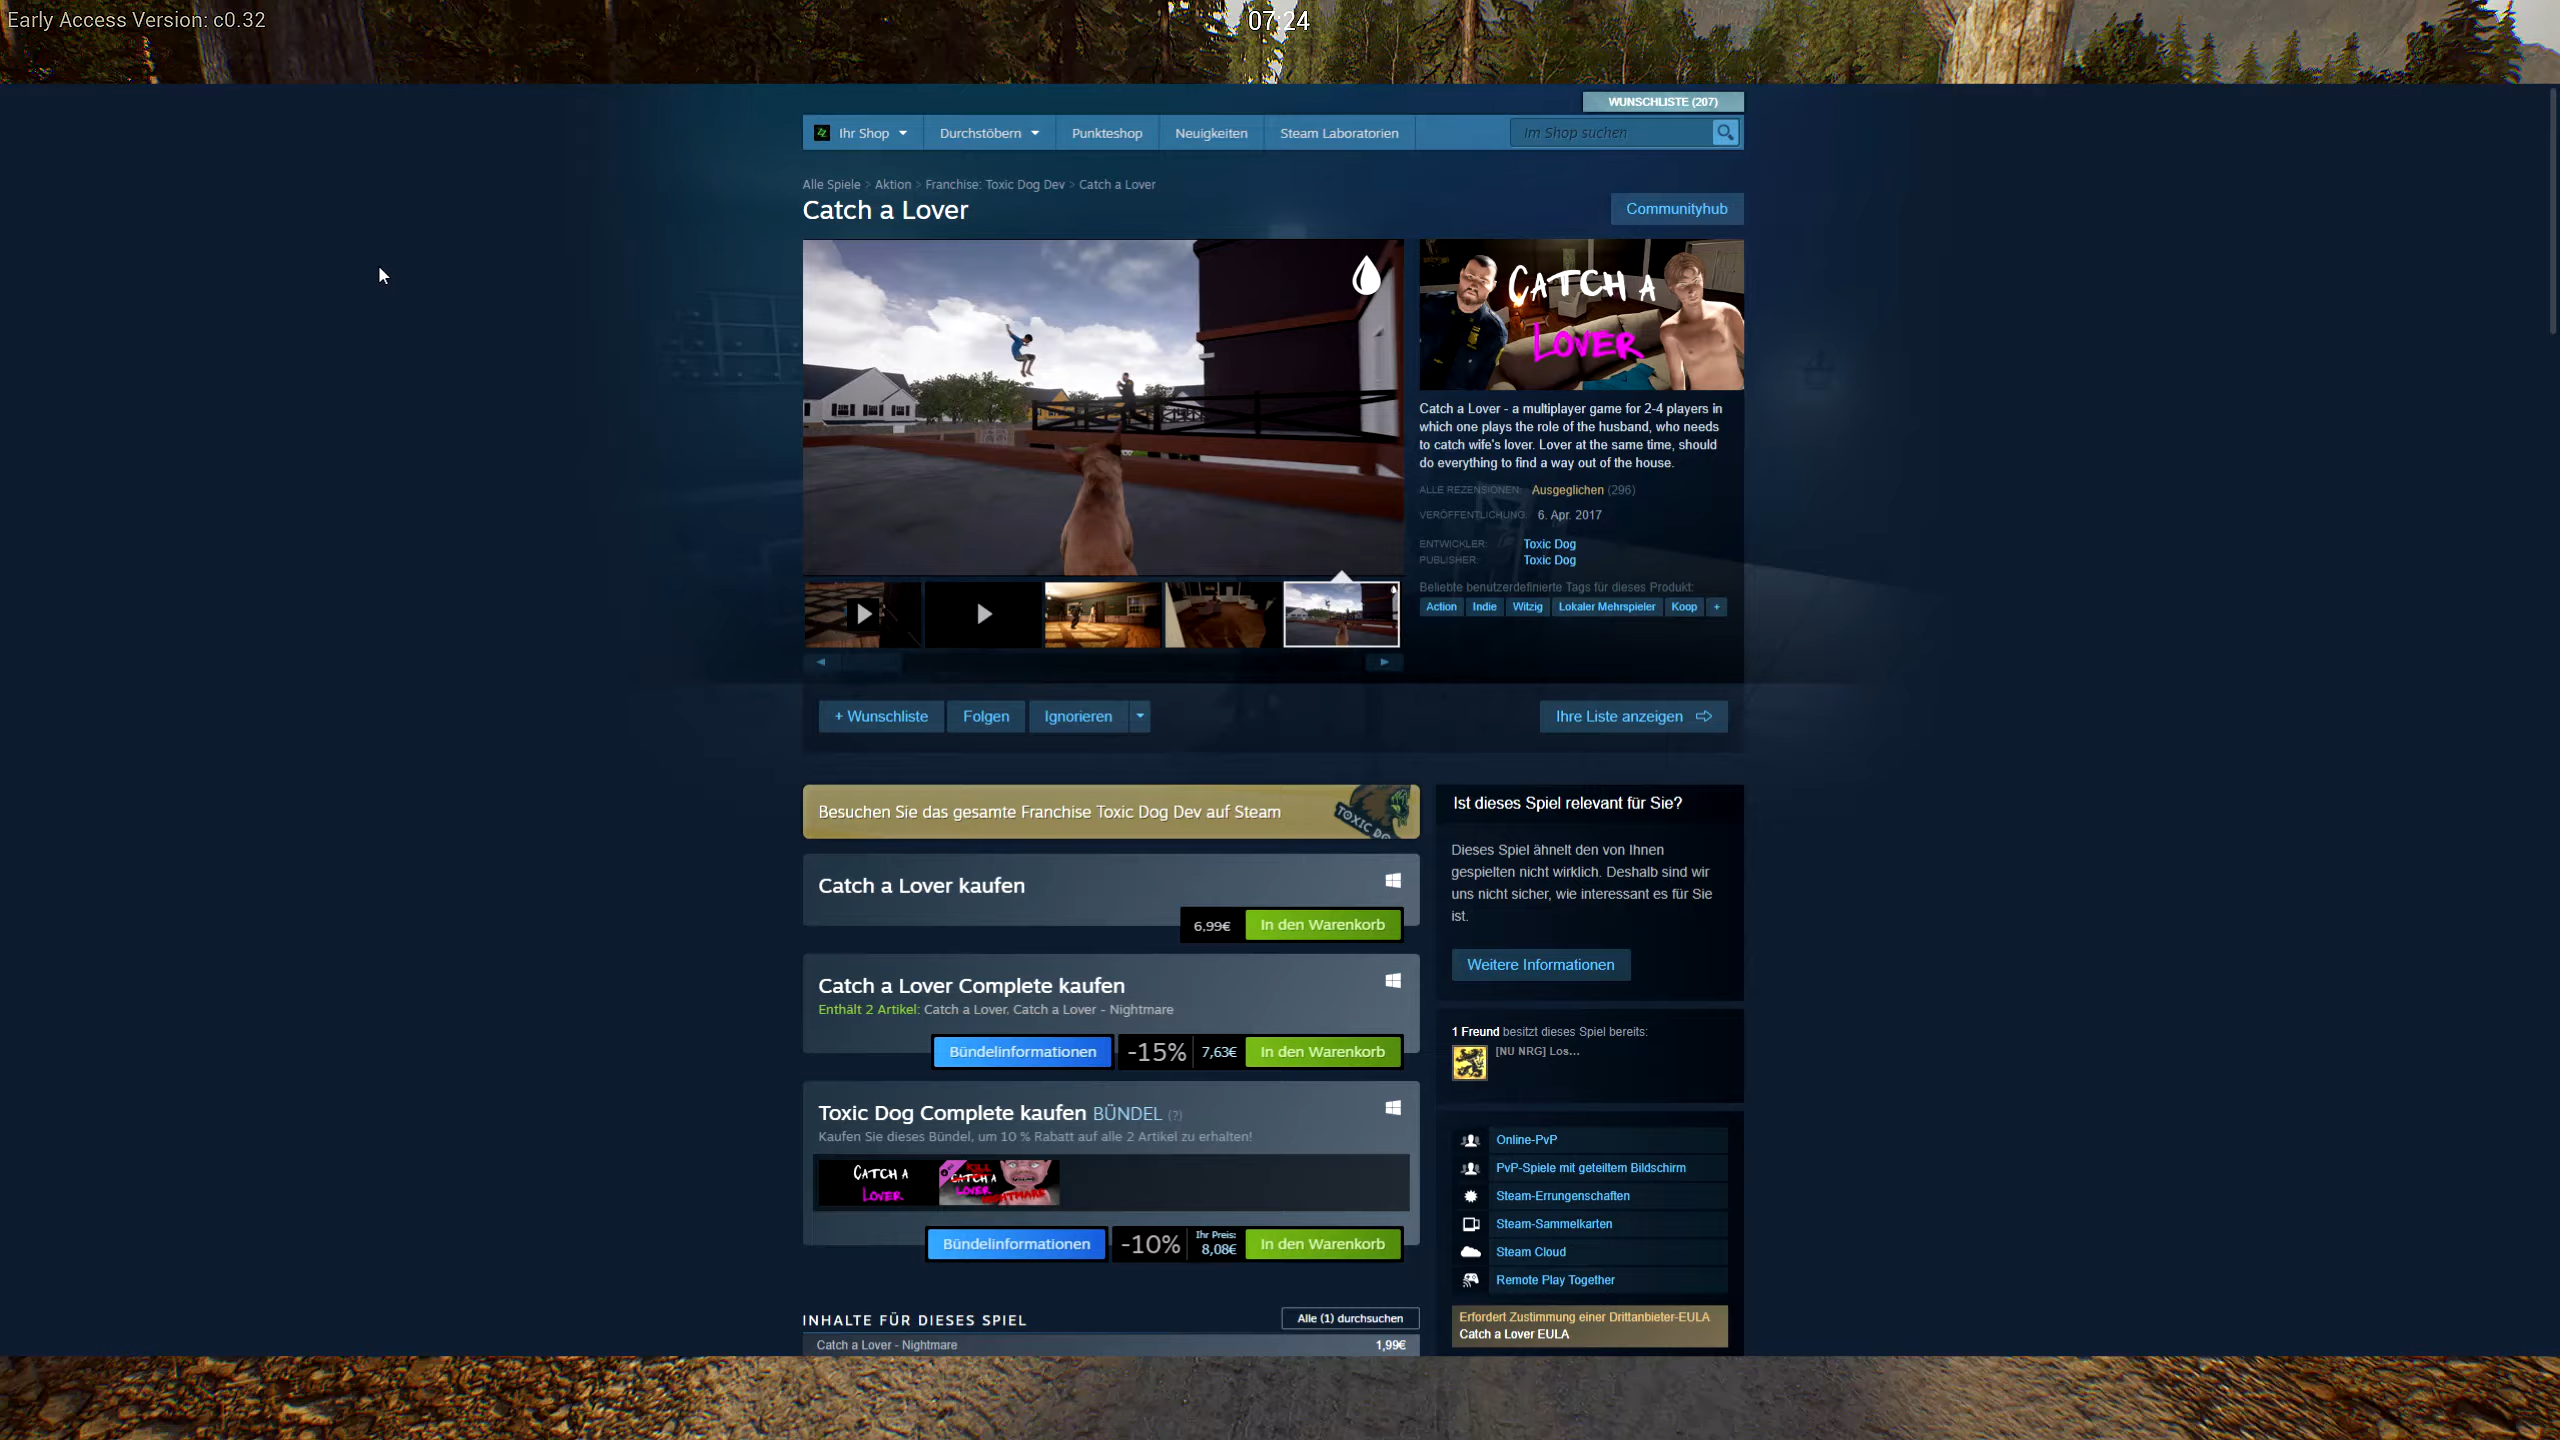 Early Access Version: c0.32
07:24
WUNSCHLISTE (207)
Ihr Shop
Durchstöbern
Punkteshop
Neuigkeiten
Steam Laboratorien
Im Shop suchen
Alle Spiele > Aktion > Franchise: Toxic Dog Dev > Catch a Lover
Catch a Lover
Communityhub
CATCH A
LOVER
Catch a Lover - a multiplayer game for 2-4 players in
which one plays the role of the husband, who needs
to catch wife's lover. Lover at the same time, should
do everything to find a way out of the house.
ALLE REZENSIONEN: Ausgeglichen (296)
VERÖFFENTLICHUNG: 6. Apr. 2017
ENTWICKLER: Toxic Dog
PUBLISHER: Toxic Dog
Beliebte benutzerdefinierte Tags für dieses Produkt:
Action Indie Witzig Lokaler Mehrspieler Koop +
+ Wunschliste
Folgen
Ignorieren
Ihre Liste anzeigen
Besuchen Sie das gesamte Franchise Toxic Dog Dev auf Steam
TOXIC DO
Catch a Lover kaufen
6,99€
In den Warenkorb
Catch a Lover Complete kaufen
Enthält 2 Artikel: Catch a Lover, Catch a Lover - Nightmare
Bündelinformationen
-15%
7,63€
In den Warenkorb
Toxic Dog Complete kaufen BÜNDEL (?)
Kaufen Sie dieses Bündel, um 10 % Rabatt auf alle 2 Artikel zu erhalten!
CATCH A
LOVER
KILL
CATCH A
LOVER
NIGHTMARE
Bündelinformationen
-10%
Ihr Preis:
8,08€
In den Warenkorb
INHALTE FÜR DIESES SPIEL
Alle (1) durchsuchen
Catch a Lover - Nightmare
1,99€
Ist dieses Spiel relevant für Sie?
Dieses Spiel ähnelt den von Ihnen
gespielten nicht wirklich. Deshalb sind wir
uns nicht sicher, wie interessant es für Sie
ist.
Weitere Informationen
1 Freund besitzt dieses Spiel bereits:
[NU NRG] Los...
Online-PvP
PvP-Spiele mit geteiltem Bildschirm
Steam-Errungenschaften
Steam-Sammelkarten
Steam Cloud
Remote Play Together
Erfordert Zustimmung einer Drittanbieter-EULA
Catch a Lover EULA